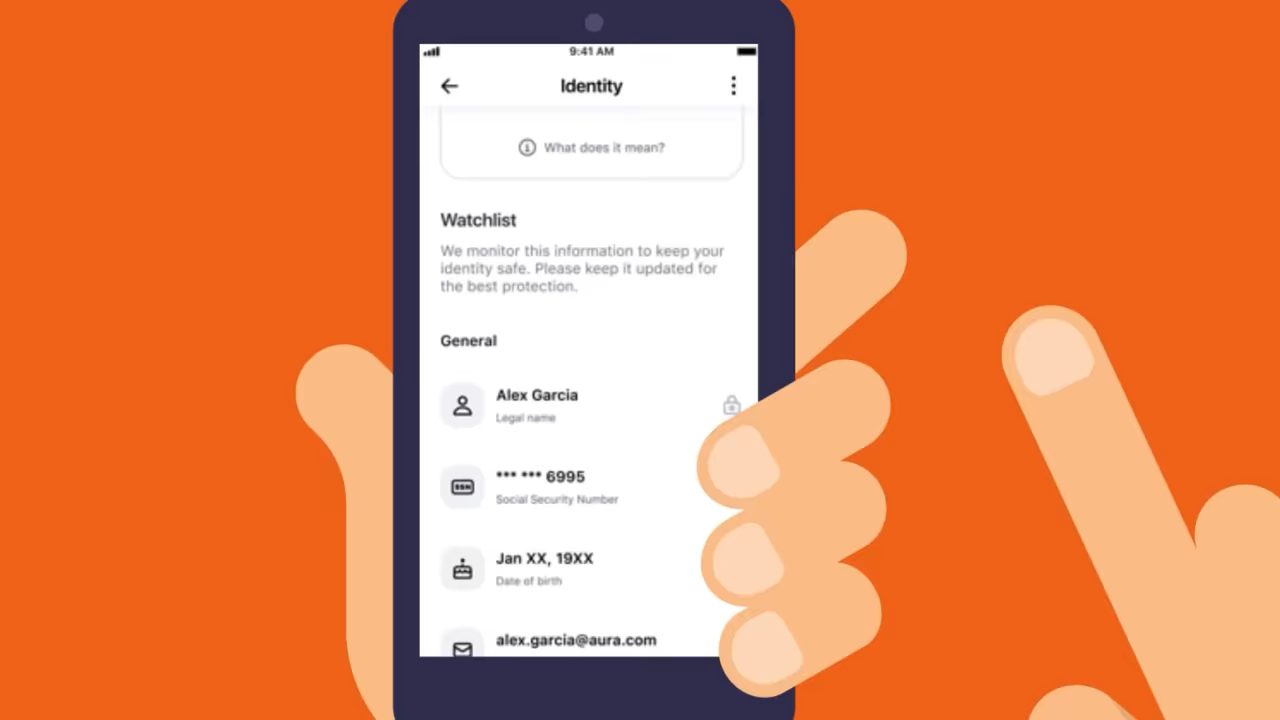 9:41 AM
Identity
What does it mean?
Watchlist
We monitor this information to keep your
identity safe. Please keep it updated for
the best protection.
General
Alex Garcia
Legal name
*** *** 6995
SSN
Social Security Number
Jan XX, 19XX
Date of birth
alex.garcia@aura.com